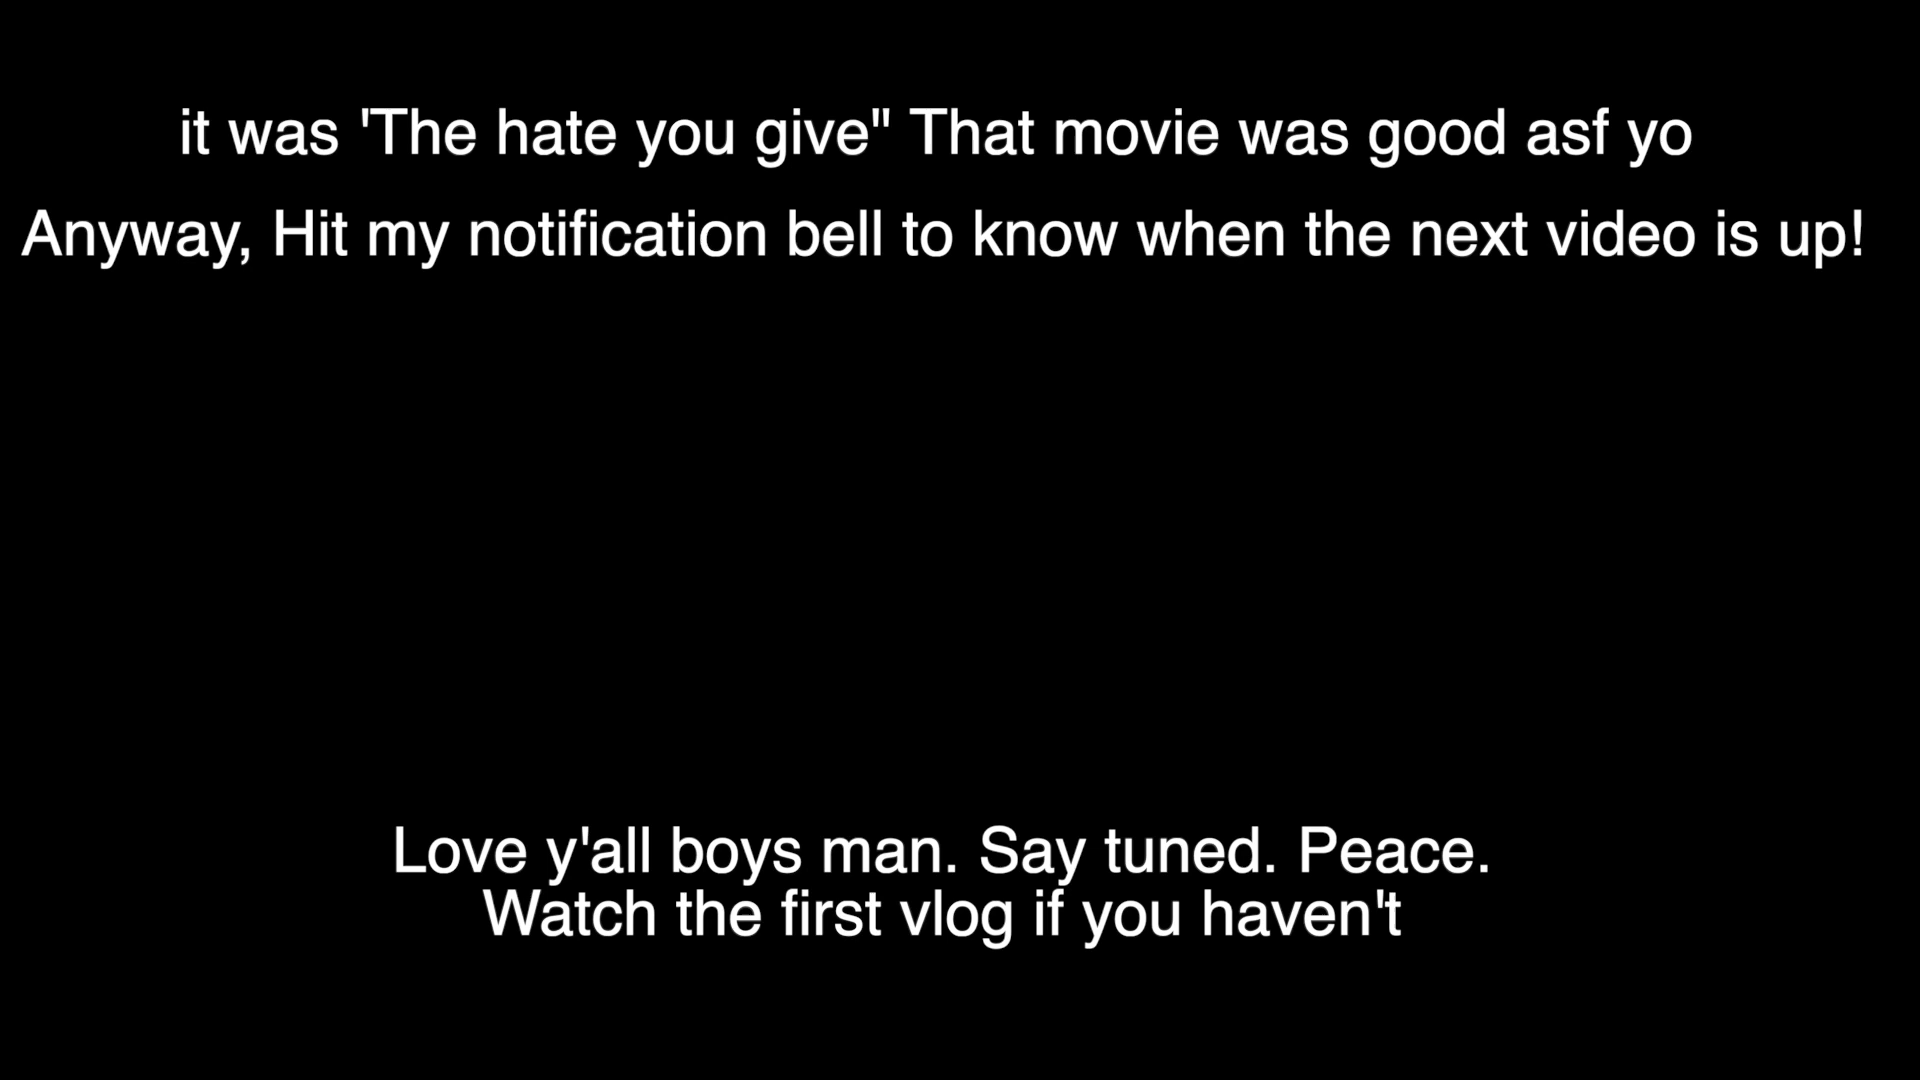 it was 'The hate you give" That movie was good asf yo
Anyway, Hit my notification bell to know when the next video is up!
Love y'all boys man. Say tuned. Peace.
Watch the first vlog if you haven't